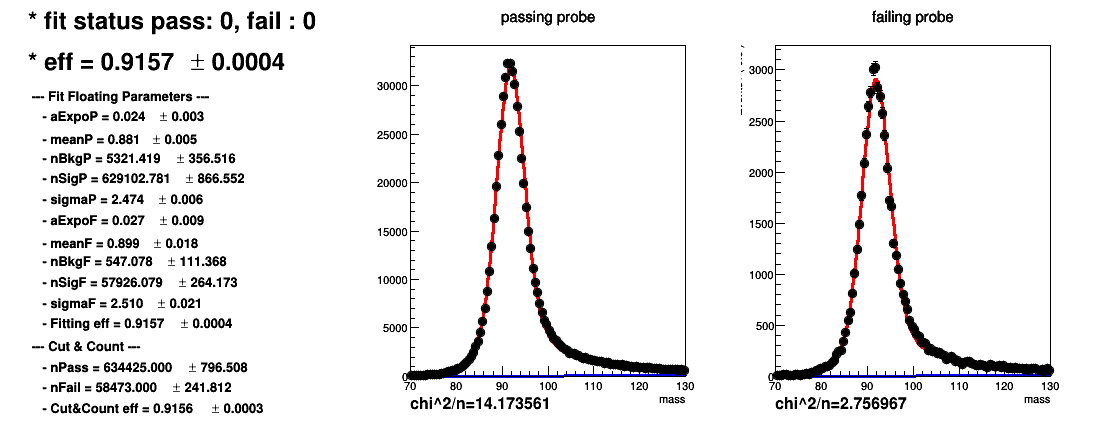 * fit status pass: 0, fail : 0
* eff = 0.9157 ± 0.0004
--- Fit Floating Parameters ---
- aExpoP = 0.024 ± 0.003
- meanP = 0.881 ± 0.005
- nBkgP = 5321.419 ± 356.516
- nSigP = 629102.781 ± 866.552
- sigmaP = 2.474 ± 0.006
- aExpoF = 0.027 ± 0.009
- meanF = 0.899 ± 0.018
- nBkgF = 547.078 ± 111.368
- nSigF = 57926.079 ± 264.173
- sigmaF = 2.510 ± 0.021
- Fitting eff = 0.9157 ± 0.0004
--- Cut & Count ---
- nPass = 634425.000 ± 796.508
- nFail = 58473.000 ± 241.812
- Cut&Count eff = 0.9156 ± 0.0003
passing probe
30000
25000
20000
15000
10000
5000
0
70 80 90 100 110 120 130
mass
chi^2/n=14.173561
failing probe
3000
2500
2000
1500
1000
500
0
70 80 90 100 110 120 130
mass
chi^2/n=2.756967